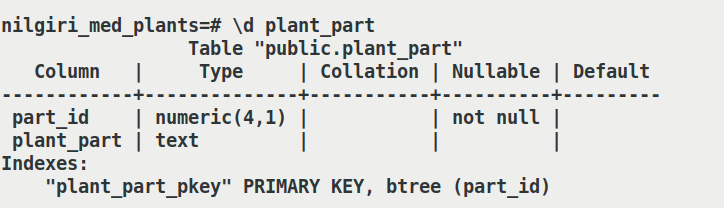 nilgiri_med_plants=# \d plant_part
                 Table "public.plant_part"
   Column   |     Type     | Collation | Nullable | Default
------------+--------------+-----------+----------+---------
 part_id    | numeric(4,1) |           | not null |
 plant_part | text         |           |          |
Indexes:
    "plant_part_pkey" PRIMARY KEY, btree (part_id)